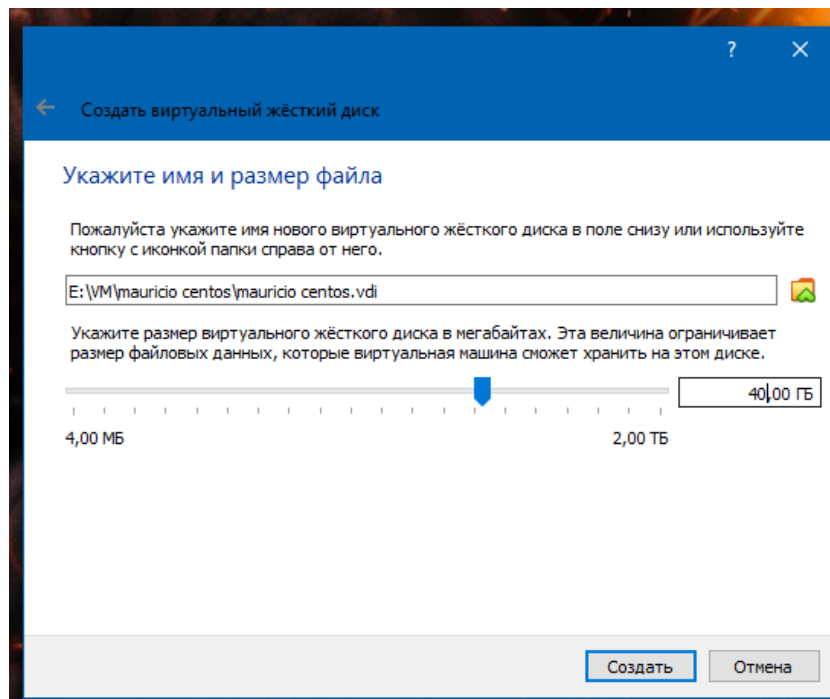 ?
Создать виртуальный жёсткий диск
Укажите имя и размер файла
Пожалуйста укажите имя нового виртуального жёсткого диска в поле снизу или используйте
кнопку с иконкой папки справа от него.
E:\VM\mauricio centos\mauricio centos.vdi
Укажите размер виртуального жёсткого диска в мегабайтах. Эта величина ограничивает
размер файловых данных, которые виртуальная машина сможет хранить на этом диске.
40,00 ГБ
4,00 МБ 2,00 ТБ
Создать Отмена